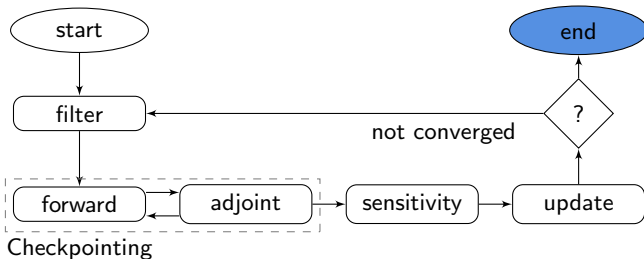 start
end
filter
?
not converged
forward
adjoint
sensitivity
update
Checkpointing